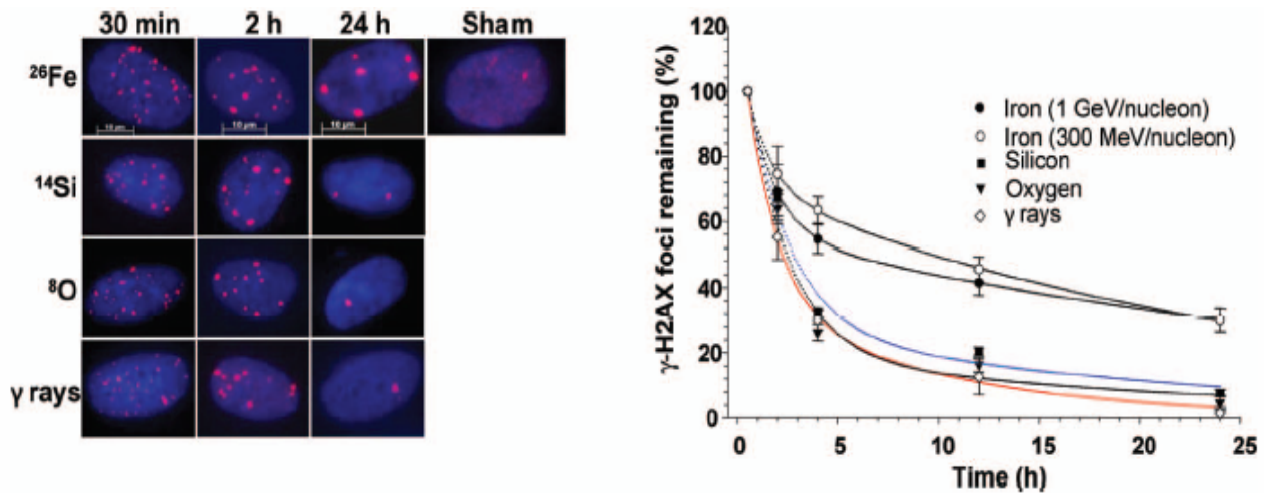 30 min 2 h 24 h Sham
26Fe
10 μm 10 μm 10 μm
14Si
8O
γ rays
γ-H2AX foci remaining (%)
120
100
80
60
40
20
0
0 5 10 15 20 25
Time (h)
Iron (1 GeV/nucleon)
Iron (300 MeV/nucleon)
Silicon
Oxygen
γ rays